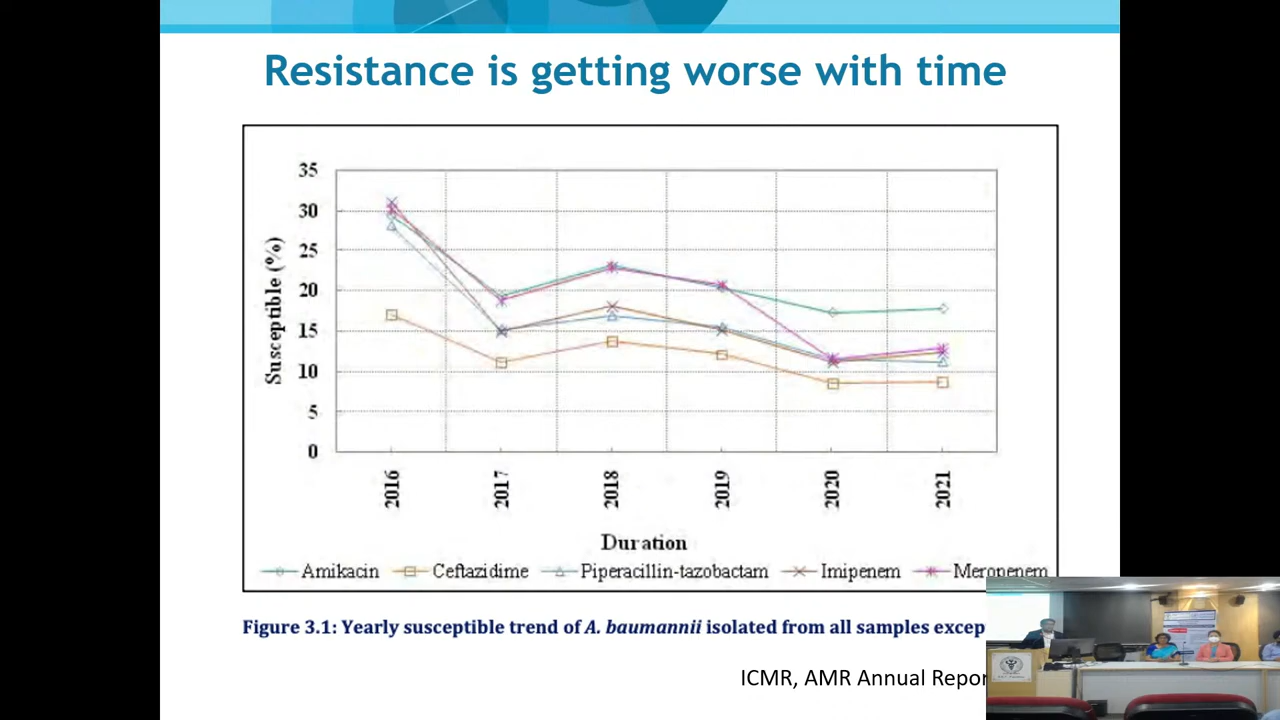 Resistance is getting worse with time
35
30
25
20
15
10
5
0
Susceptible (%)
2016
2017
2018
2019
2020
2021
Duration
Amikacin
Ceftazidime
Piperacillin-tazobactam
Imipenem
Meropenem
Figure 3.1: Yearly susceptible trend of A. baumannii isolated from all samples excep
ICMR, AMR Annual Repor